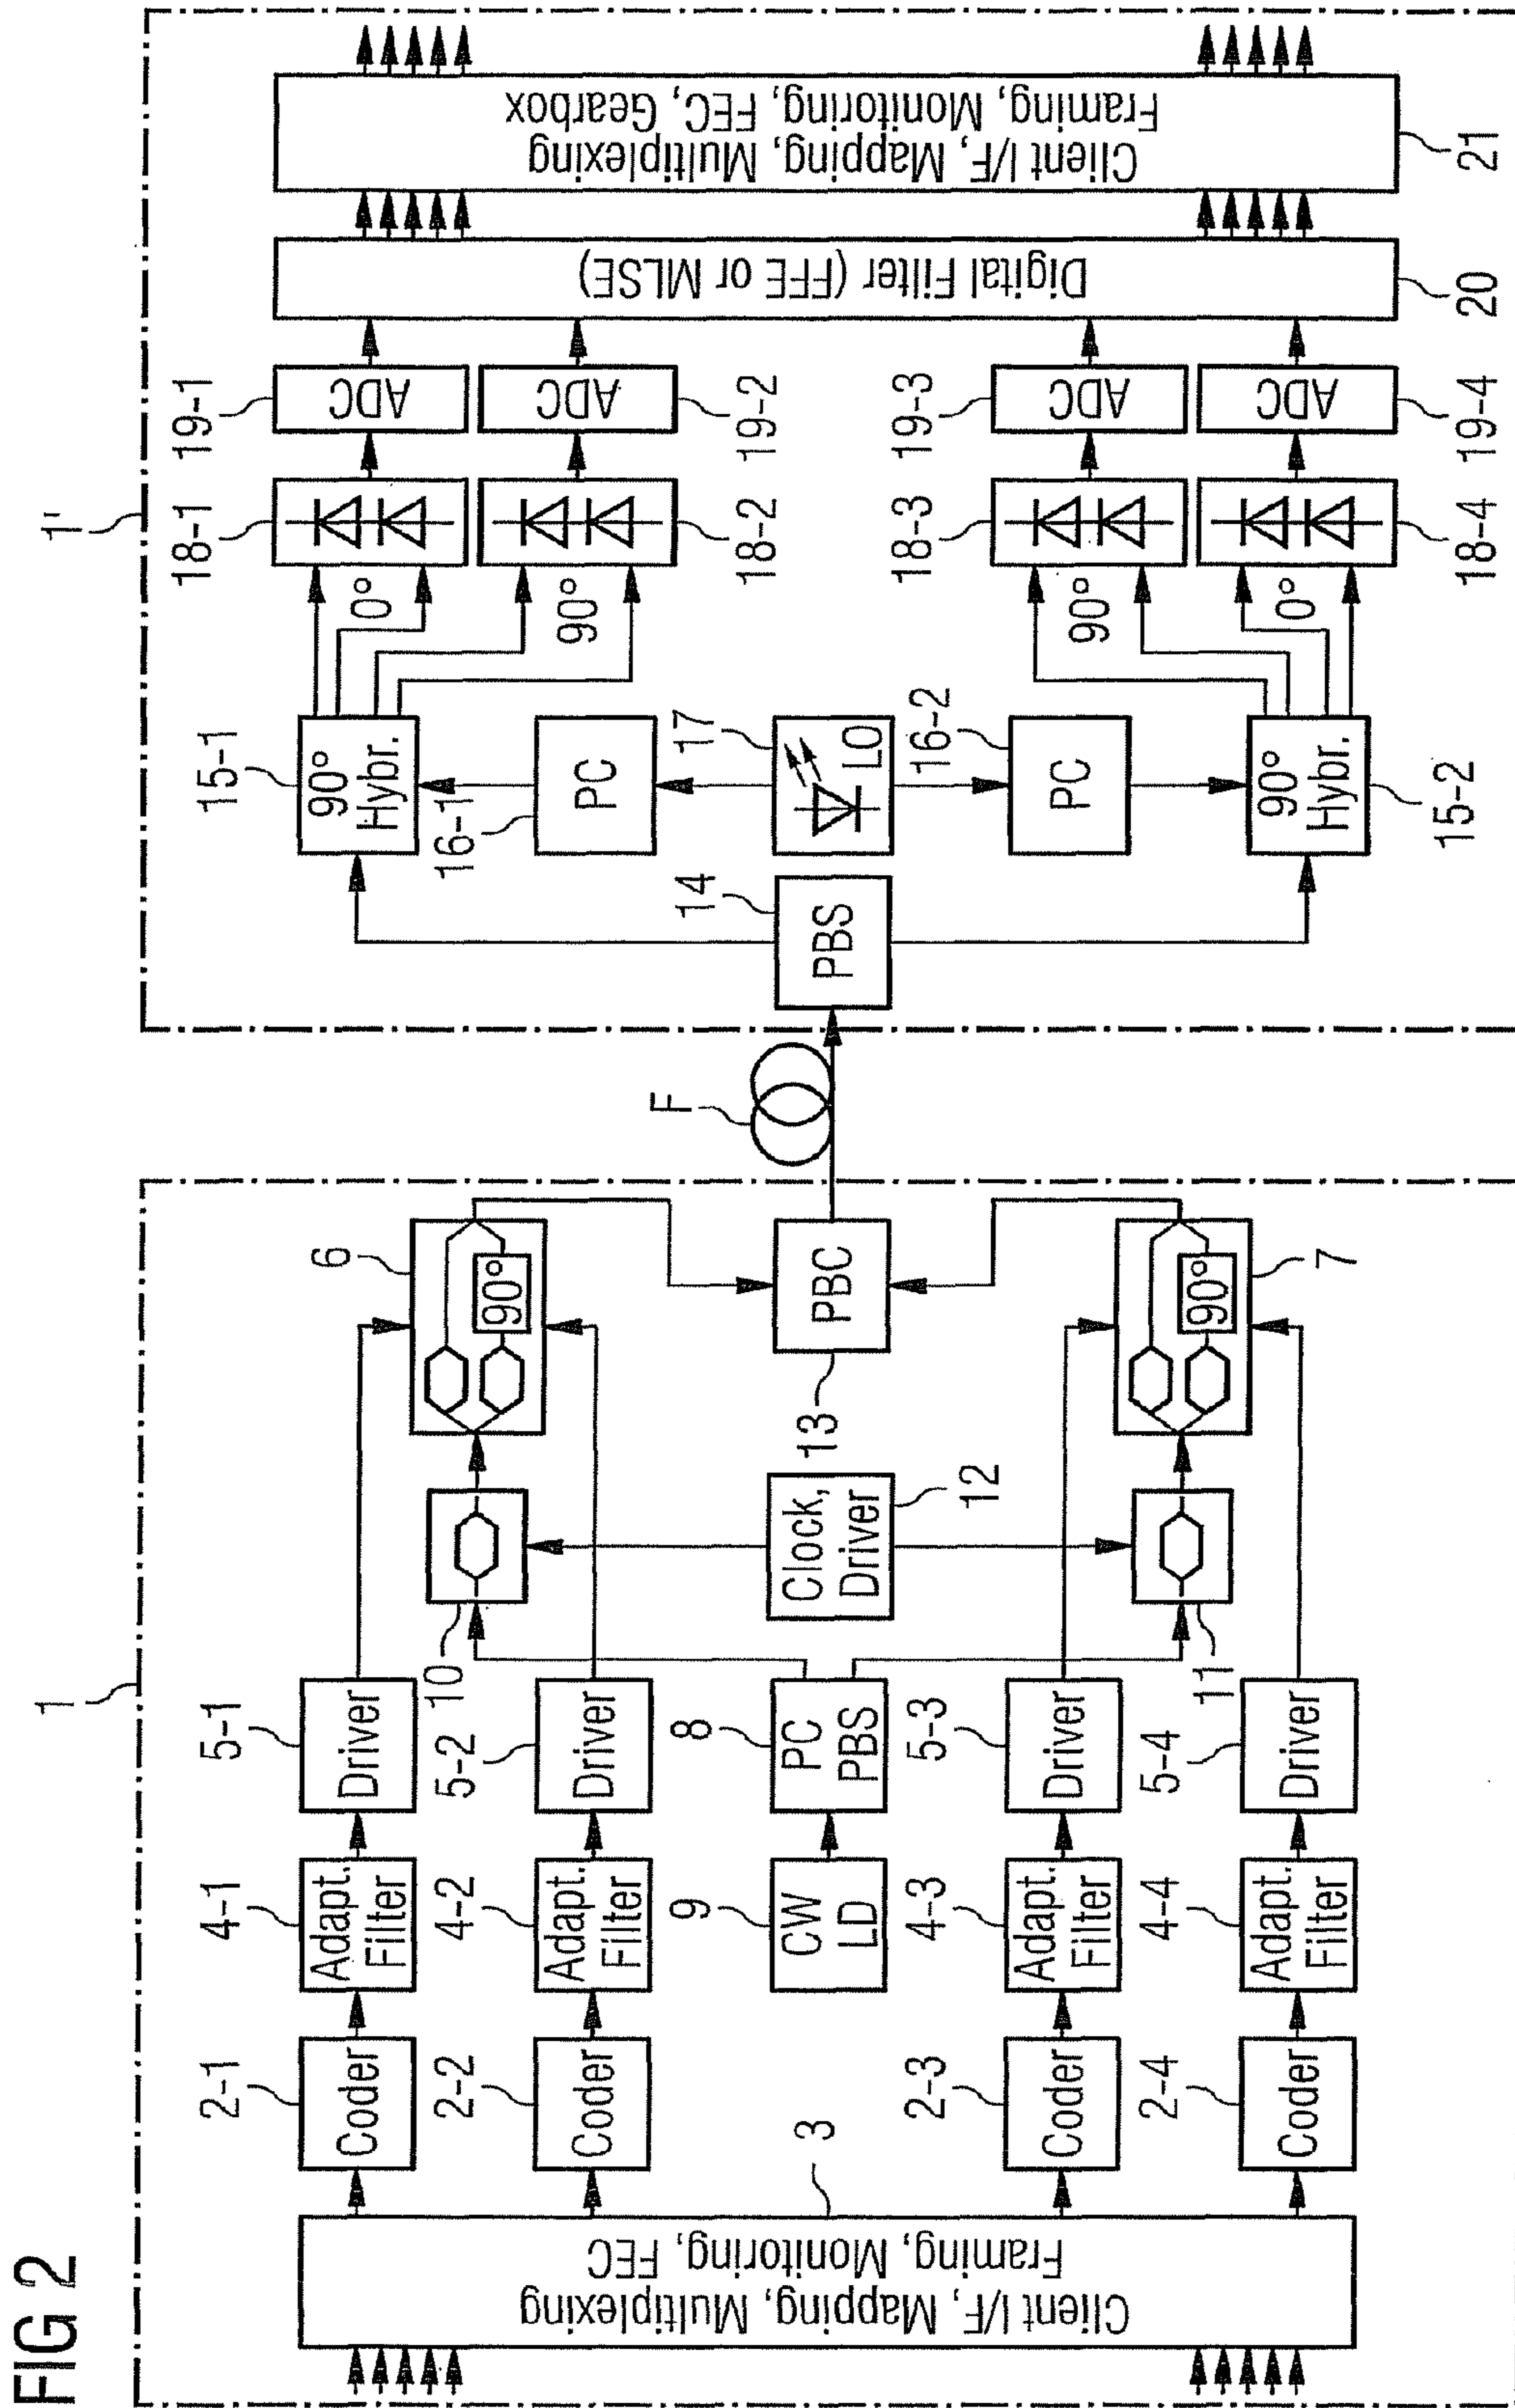 FIG 2
1
Client I/F, Mapping, Multiplexing
Framing, Monitoring, FEC
3
2-1
Coder
2-2
Coder
2-3
Coder
2-4
Coder
4-1
Adapt.
Filter
4-2
Adapt.
Filter
9
CW
LD
4-3
Adapt.
Filter
4-4
Adapt.
Filter
5-1
Driver
5-2
Driver
8
PC
PBS
5-3
Driver
5-4
Driver
10
Clock,
Driver
12
11
6
90°
PBC
13
90°
7
F
1'
14
PBS
15-1
90°
Hybr.
16-1
PC
17
LO
16-2
PC
90°
Hybr.
15-2
0°
90°
90°
0°
18-1
18-2
18-3
18-4
19-1
ADC
ADC
19-2
19-3
ADC
ADC
19-4
Digital Filter (FFE or MLSE)
20
Client I/F, Mapping, Multiplexing
Framing, Monitoring, FEC, Gearbox
21